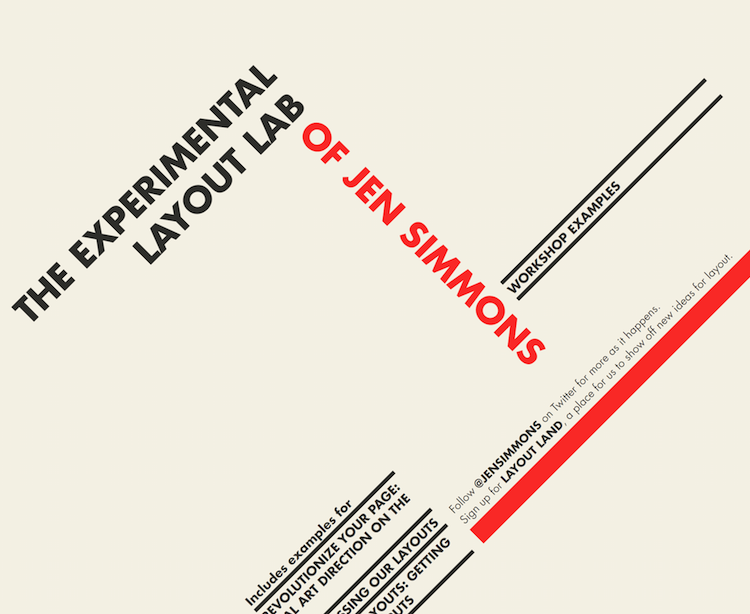 THE EXPERIMENTAL
LAYOUT LAB
OF JEN SIMMONS
WORKSHOP EXAMPLES
Follow @JENSIMMONS on Twitter for more as it happens.
Sign up for LAYOUT LAND, a place for us to show off new ideas for layout.
Includes examples for
REVOLUTIONIZE YOUR PAGE:
ART DIRECTION ON THE
OUR LAYOUTS
GETTING